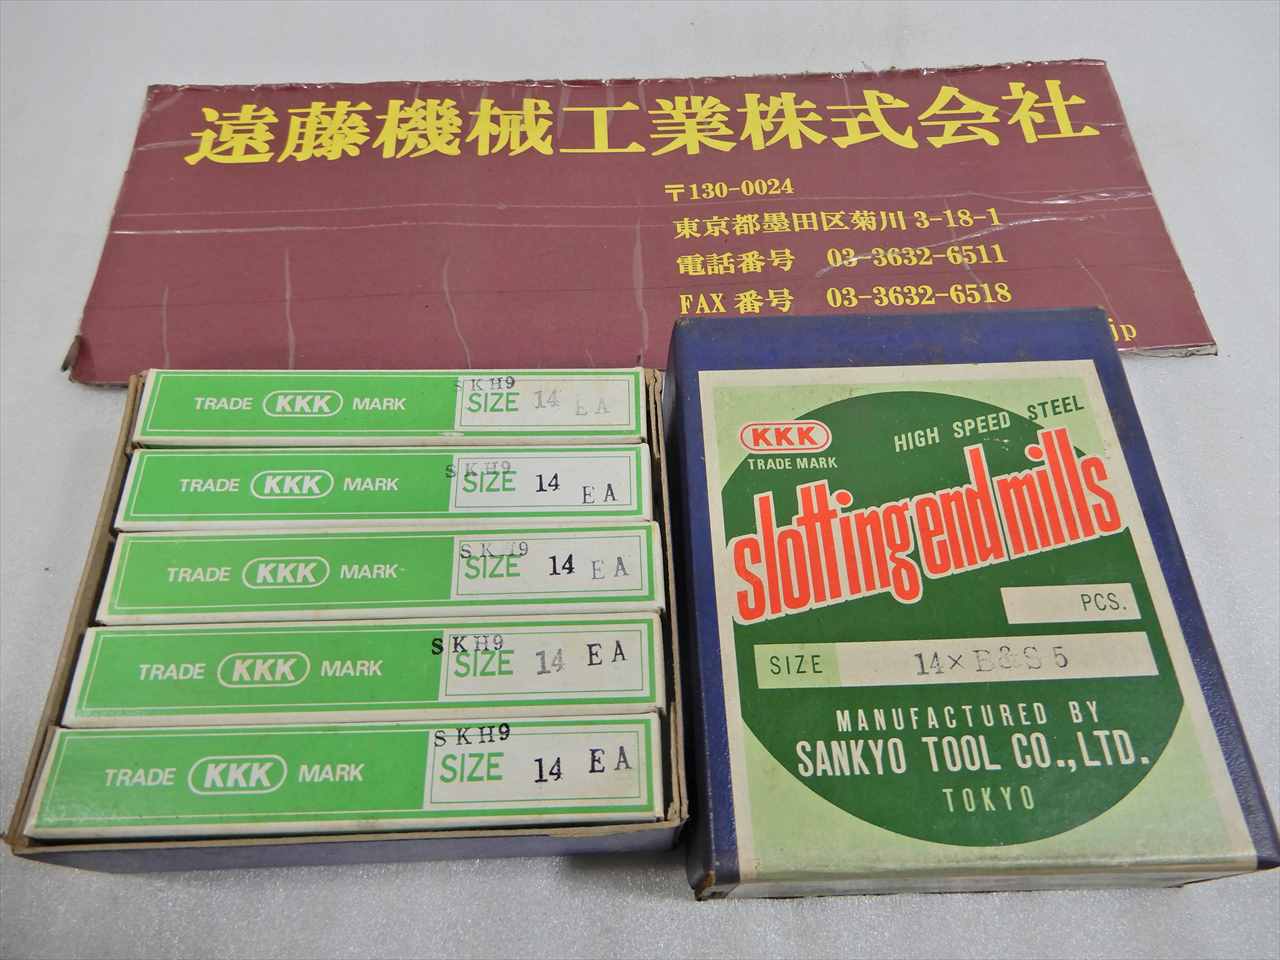 遠藤機械工業株式会社
〒130-0024
東京都墨田区菊川 3-18-1
電話番号 03-3632-6511
FAX 番号 03-3632-6518
jp
SKH9
TRADE KKK MARK SIZE 14 EA
SKH9
TRADE KKK MARK SIZE 14 EA
SKH9
TRADE KKK MARK SIZE 14 EA
SKH9
TRADE KKK MARK SIZE 14 EA
SKH9
TRADE KKK MARK SIZE 14 EA
KKK
TRADE MARK
HIGH SPEED STEEL
slotting end mills
PCS.
SIZE 14× B&S 5
MANUFACTURED BY
SANKYO TOOL CO.,LTD.
TOKYO